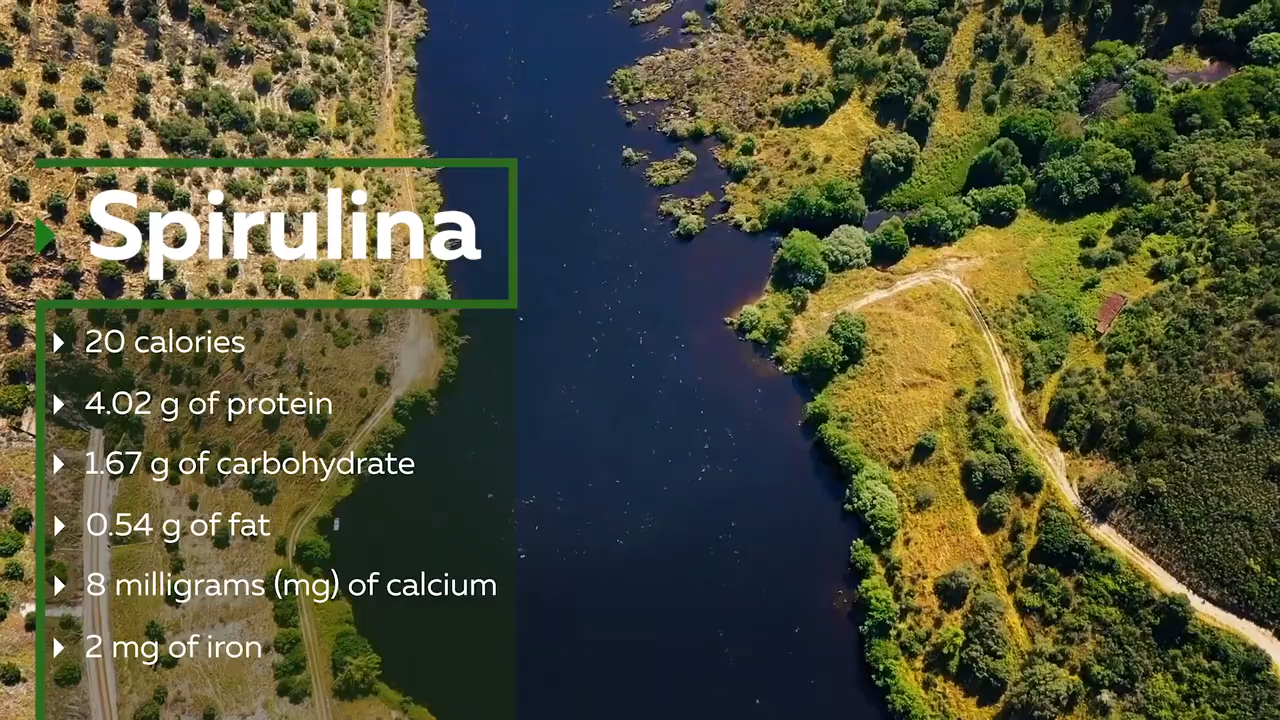 Spirulina
20 calories
4.02 g of protein
1.67 g of carbohydrate
0.54 g of fat
8 milligrams (mg) of calcium
2 mg of iron